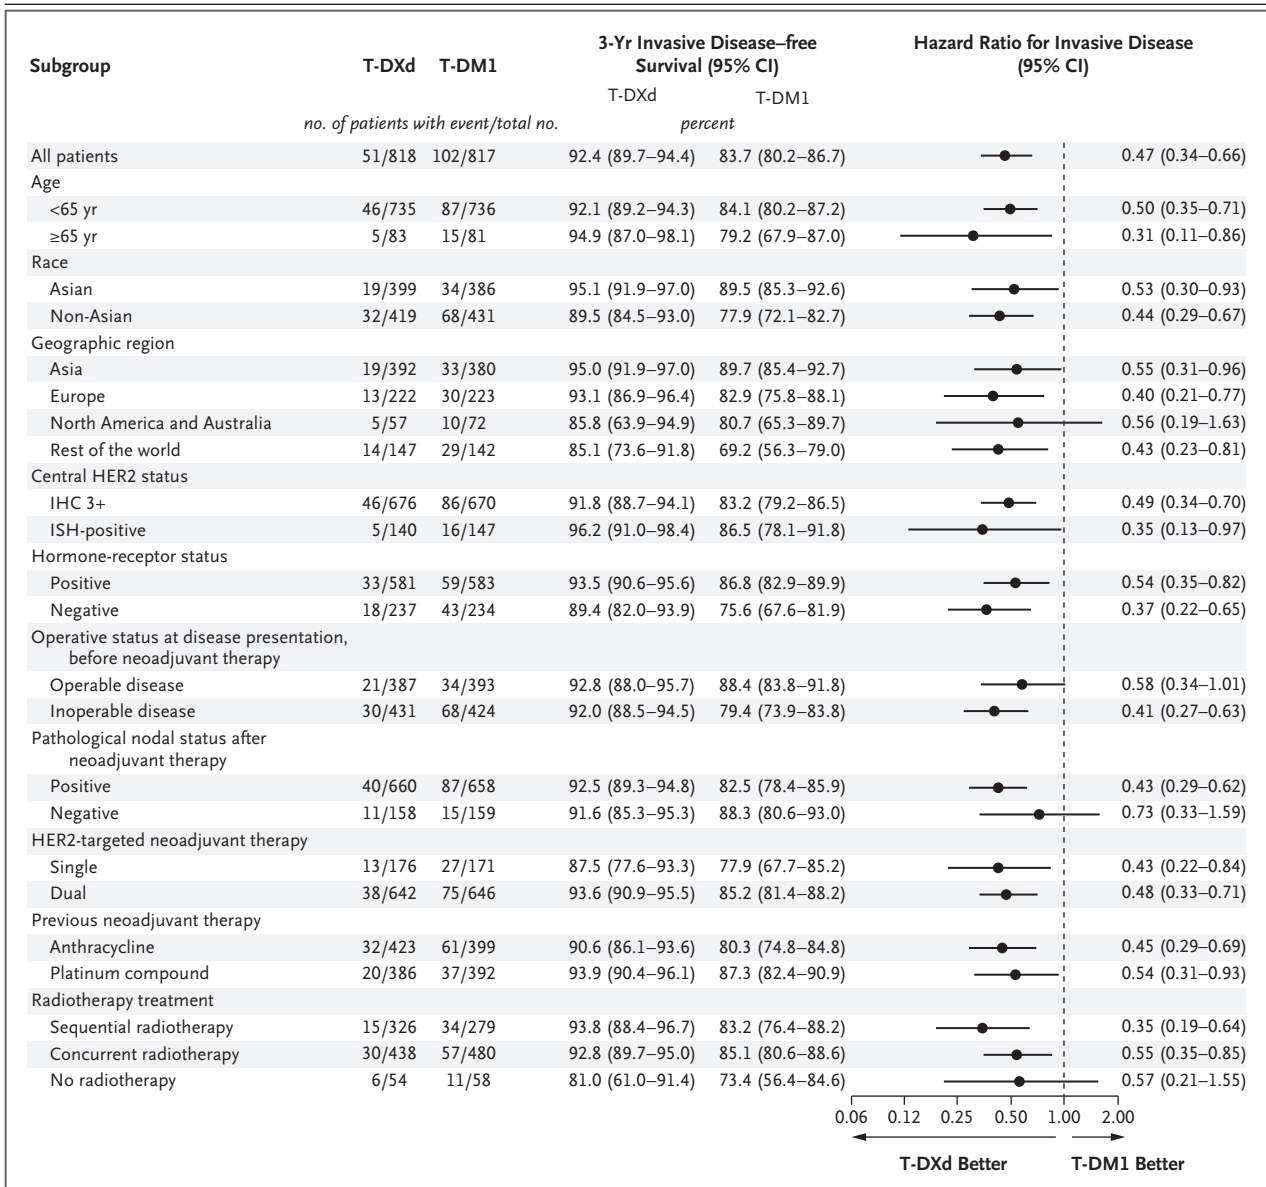 3-Yr Invasive Disease–free Survival (95% CI)
Hazard Ratio for Invasive Disease (95% CI)
Subgroup T-DXd T-DM1
T-DXd T-DM1
no. of patients with event/total no. percent
All patients 51/818 102/817 92.4 (89.7–94.4) 83.7 (80.2–86.7) 0.47 (0.34–0.66)
Age
<65 yr 46/735 87/736 92.1 (89.2–94.3) 84.1 (80.2–87.2) 0.50 (0.35–0.71)
≥65 yr 5/83 15/81 94.9 (87.0–98.1) 79.2 (67.9–87.0) 0.31 (0.11–0.86)
Race
Asian 19/399 34/386 95.1 (91.9–97.0) 89.5 (85.3–92.6) 0.53 (0.30–0.93)
Non-Asian 32/419 68/431 89.5 (84.5–93.0) 77.9 (72.1–82.7) 0.44 (0.29–0.67)
Geographic region
Asia 19/392 33/380 95.0 (91.9–97.0) 89.7 (85.4–92.7) 0.55 (0.31–0.96)
Europe 13/222 30/223 93.1 (86.9–96.4) 82.9 (75.8–88.1) 0.40 (0.21–0.77)
North America and Australia 5/57 10/72 85.8 (63.9–94.9) 80.7 (65.3–89.7) 0.56 (0.19–1.63)
Rest of the world 14/147 29/142 85.1 (73.6–91.8) 69.2 (56.3–79.0) 0.43 (0.23–0.81)
Central HER2 status
IHC 3+ 46/676 86/670 91.8 (88.7–94.1) 83.2 (79.2–86.5) 0.49 (0.34–0.70)
ISH-positive 5/140 16/147 96.2 (91.0–98.4) 86.5 (78.1–91.8) 0.35 (0.13–0.97)
Hormone-receptor status
Positive 33/581 59/583 93.5 (90.6–95.6) 86.8 (82.9–89.9) 0.54 (0.35–0.82)
Negative 18/237 43/234 89.4 (82.0–93.9) 75.6 (67.6–81.9) 0.37 (0.22–0.65)
Operative status at disease presentation,
before neoadjuvant therapy
Operable disease 21/387 34/393 92.8 (88.0–95.7) 88.4 (83.8–91.8) 0.58 (0.34–1.01)
Inoperable disease 30/431 68/424 92.0 (88.5–94.5) 79.4 (73.9–83.8) 0.41 (0.27–0.63)
Pathological nodal status after
neoadjuvant therapy
Positive 40/660 87/658 92.5 (89.3–94.8) 82.5 (78.4–85.9) 0.43 (0.29–0.62)
Negative 11/158 15/159 91.6 (85.3–95.3) 88.3 (80.6–93.0) 0.73 (0.33–1.59)
HER2-targeted neoadjuvant therapy
Single 13/176 27/171 87.5 (77.6–93.3) 77.9 (67.7–85.2) 0.43 (0.22–0.84)
Dual 38/642 75/646 93.6 (90.9–95.5) 85.2 (81.4–88.2) 0.48 (0.33–0.71)
Previous neoadjuvant therapy
Anthracycline 32/423 61/399 90.6 (86.1–93.6) 80.3 (74.8–84.8) 0.45 (0.29–0.69)
Platinum compound 20/386 37/392 93.9 (90.4–96.1) 87.3 (82.4–90.9) 0.54 (0.31–0.93)
Radiotherapy treatment
Sequential radiotherapy 15/326 34/279 93.8 (88.4–96.7) 83.2 (76.4–88.2) 0.35 (0.19–0.64)
Concurrent radiotherapy 30/438 57/480 92.8 (89.7–95.0) 85.1 (80.6–88.6) 0.55 (0.35–0.85)
No radiotherapy 6/54 11/58 81.0 (61.0–91.4) 73.4 (56.4–84.6) 0.57 (0.21–1.55)
0.06 0.12 0.25 0.50 1.00 2.00
T-DXd Better T-DM1 Better